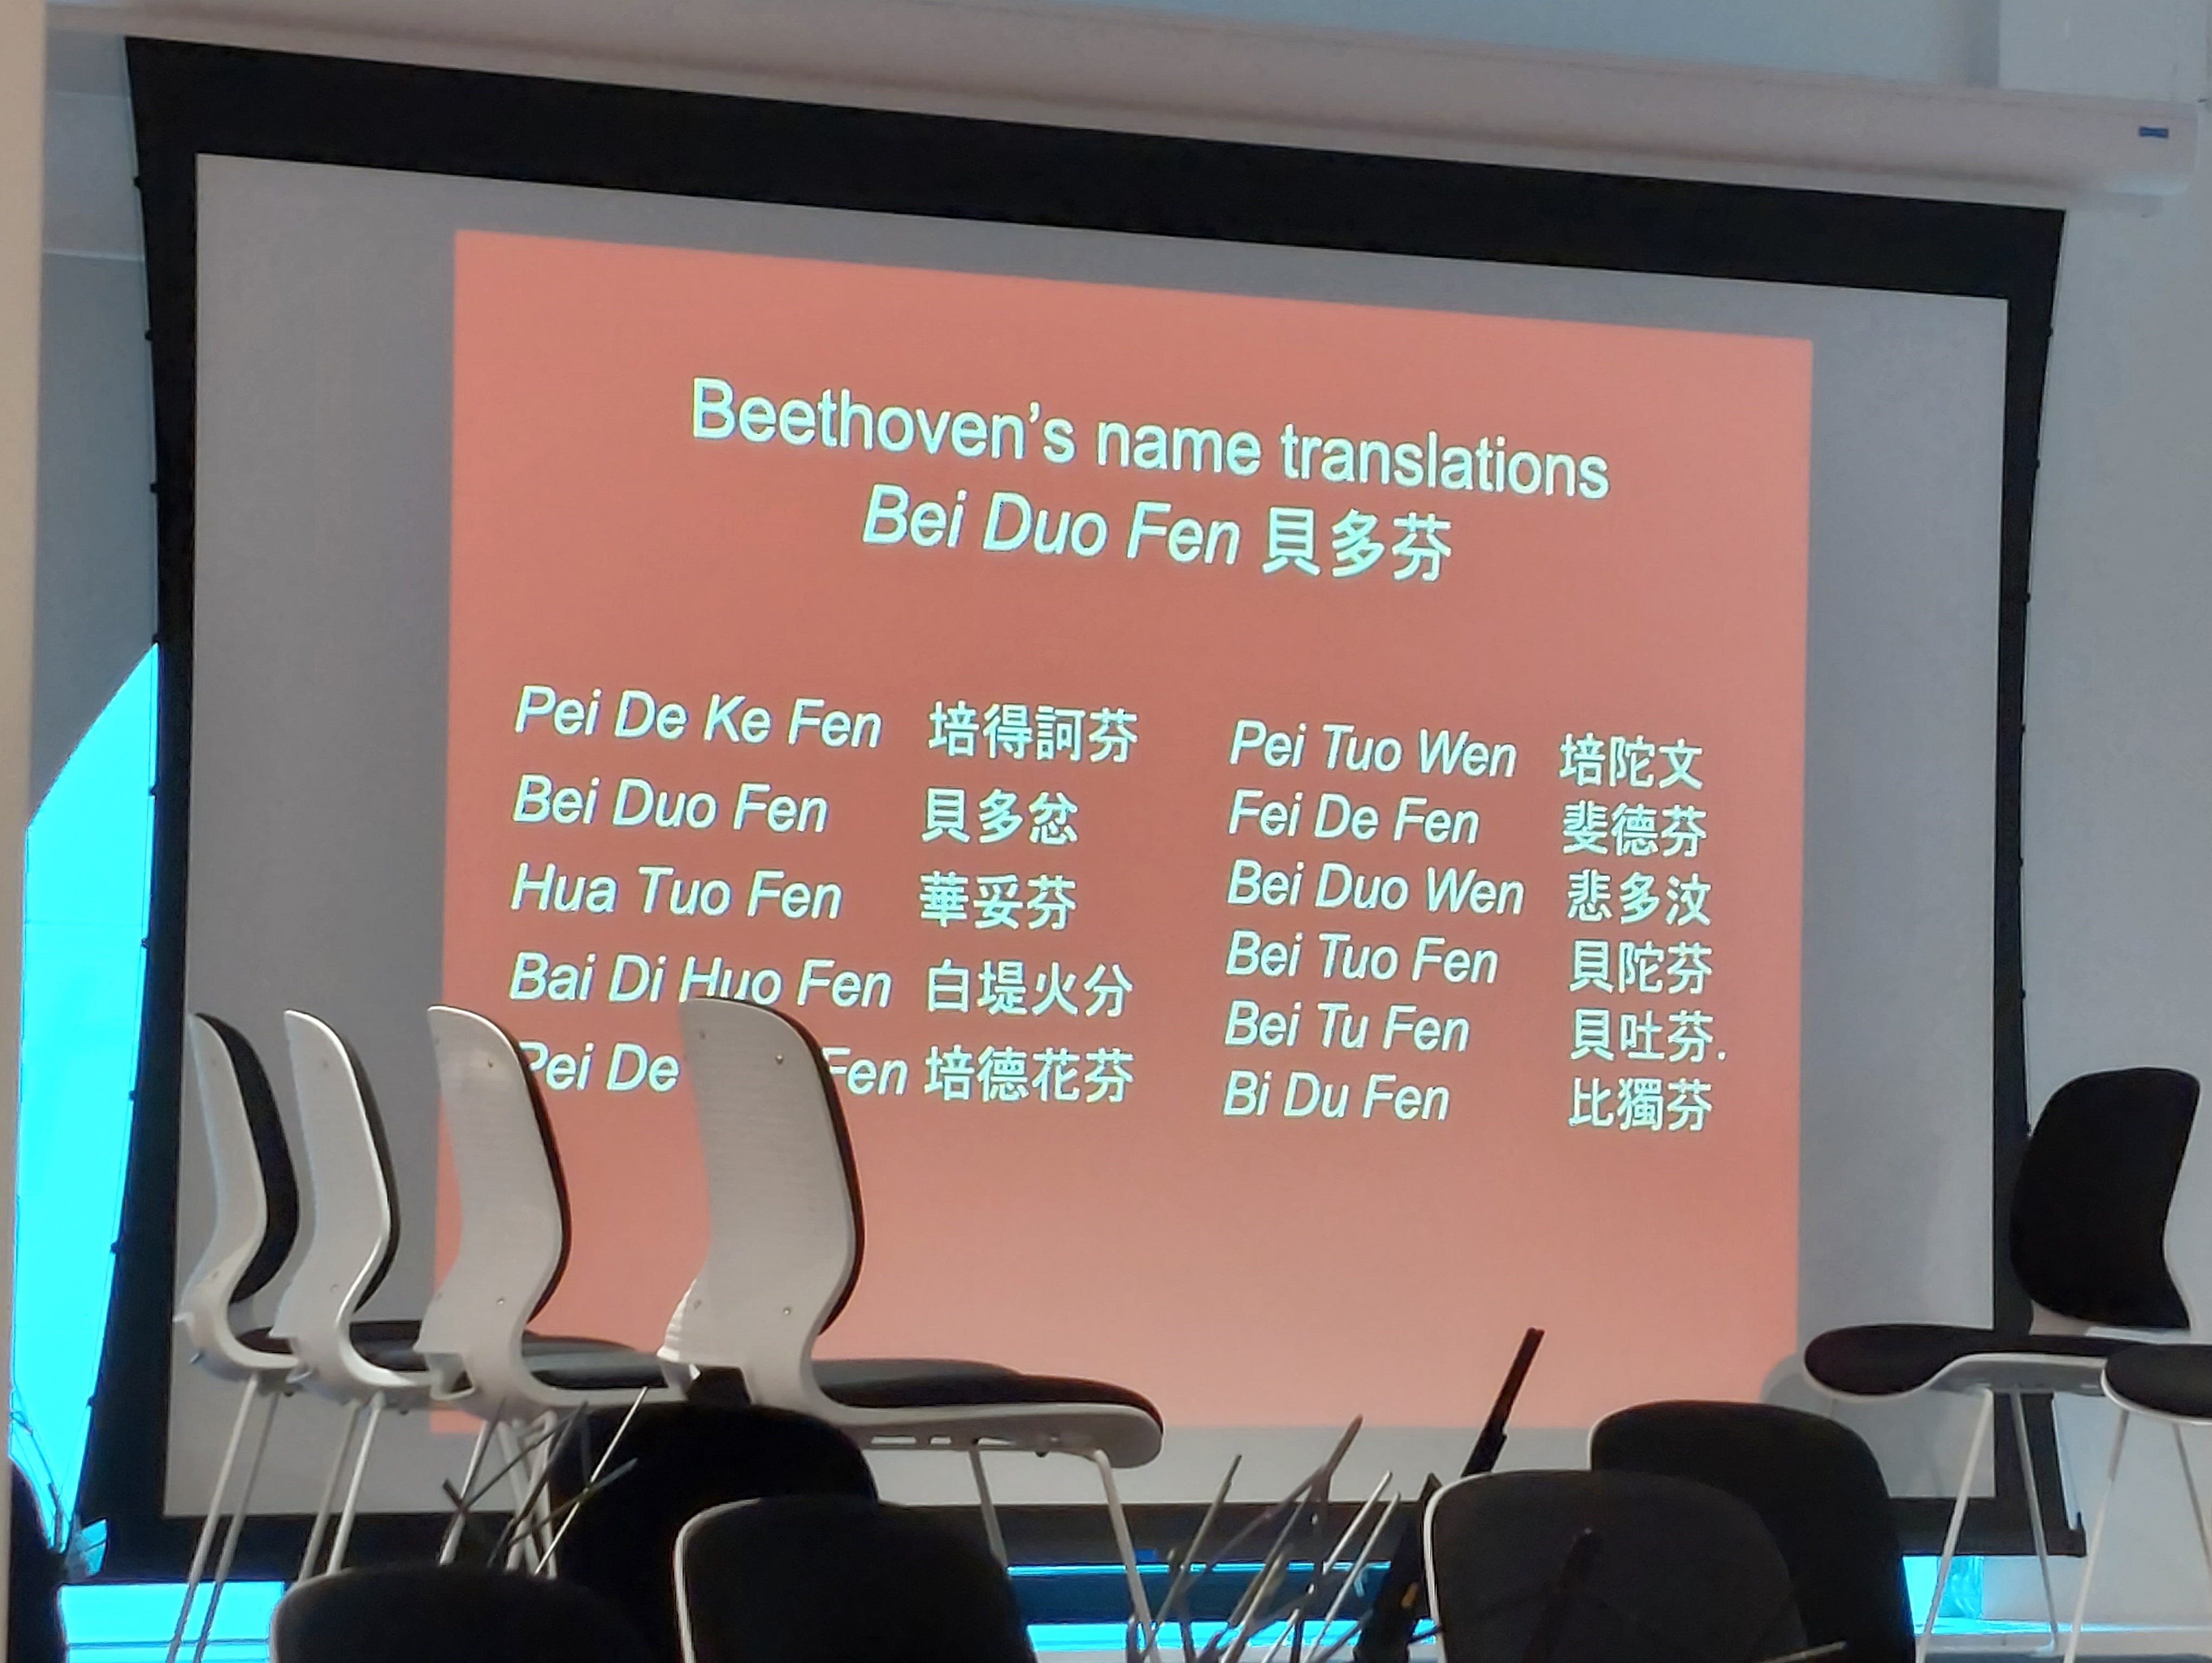 Beethoven's name translations
Bei Duo Fen 貝多芬
Pei De Ke Fen 培得訶芬
Bei Duo Fen 貝多忿
Hua Tuo Fen 華妥芬
Bai Di Huo Fen 白堤火分
Pei De Fen 培德花芬
Pei Tuo Wen 培陀文
Fei De Fen 斐德芬
Bei Duo Wen 悲多汶
Bei Tuo Fen 貝陀芬
Bei Tu Fen 貝吐芬.
Bi Du Fen 比獨芬